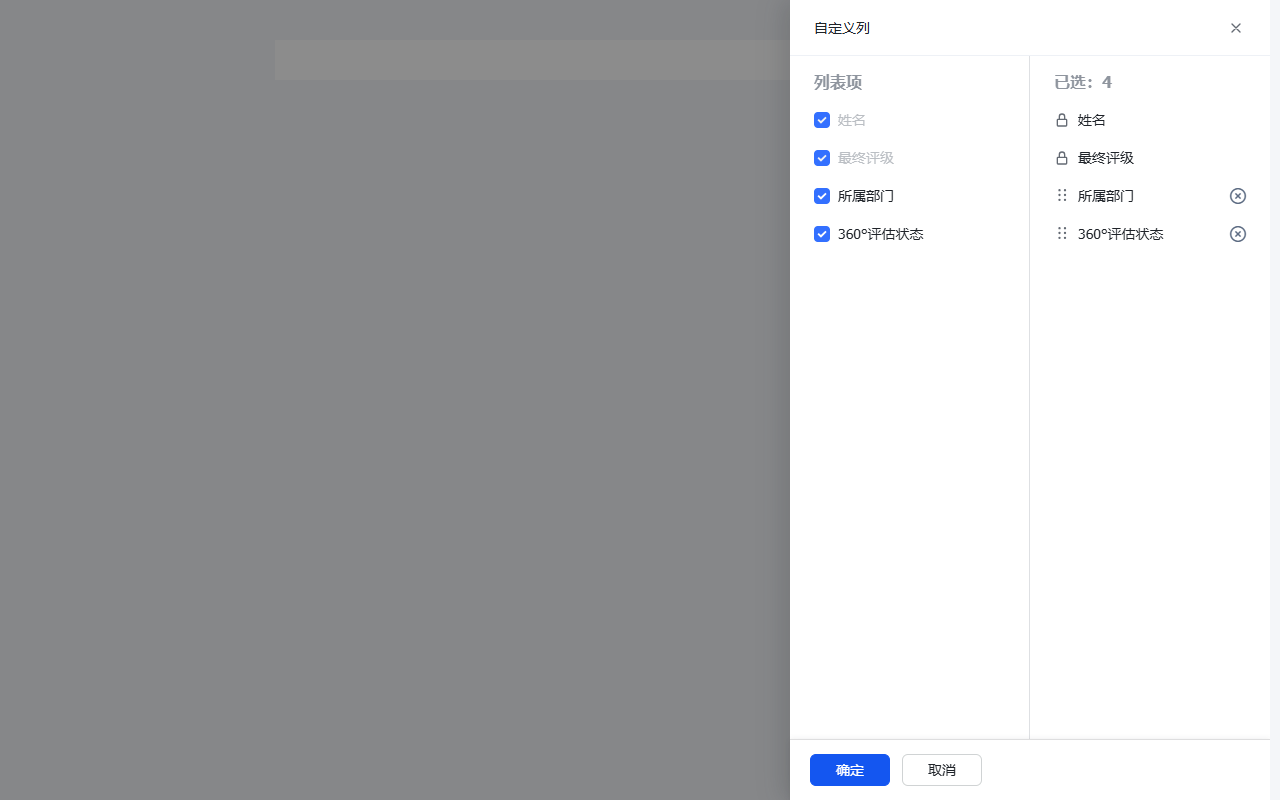 自定义列
列表项
姓名
最终评级
所属部门
360°评估状态
已选：4
姓名
最终评级
所属部门
360°评估状态
确定
取消